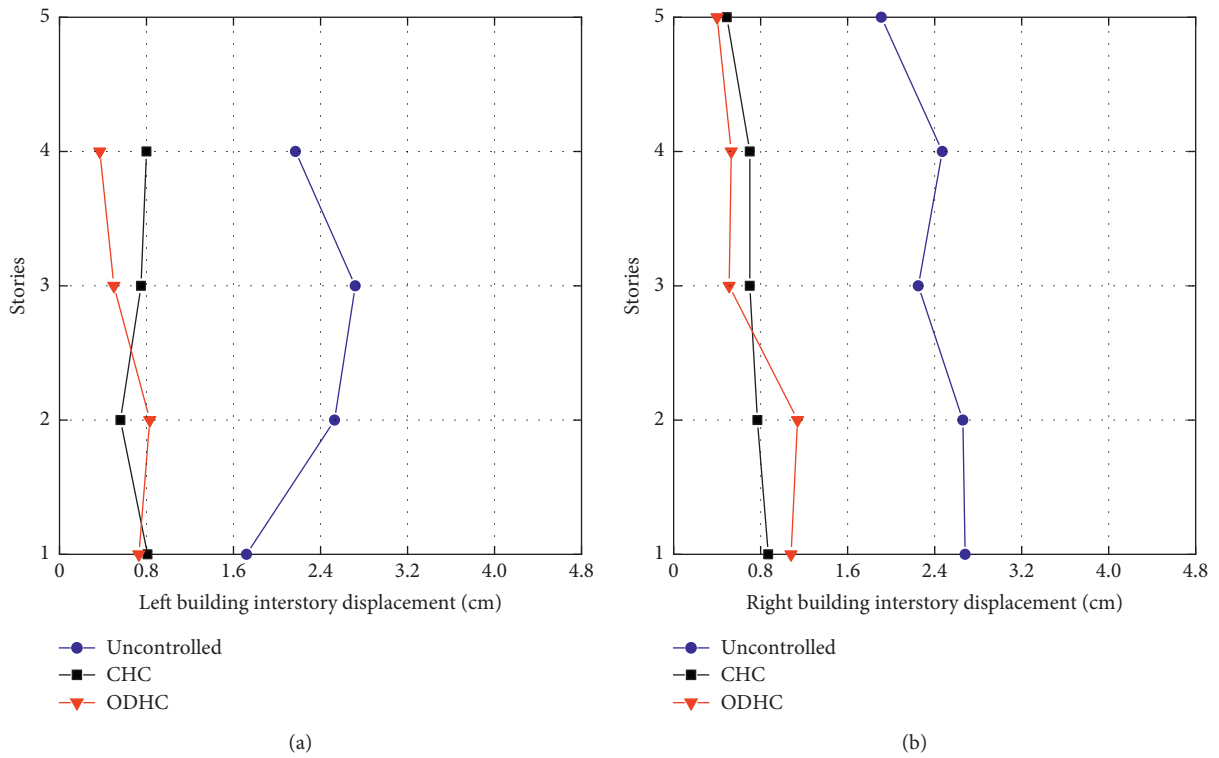 5
4
3
2
1
Stories
0 0.8 1.6 2.4 3.2 4.0 4.8
Left building interstory displacement (cm)
Uncontrolled
CHC
ODHC
(a)
5
4
3
2
1
Stories
0 0.8 1.6 2.4 3.2 4.0 4.8
Right building interstory displacement (cm)
Uncontrolled
CHC
ODHC
(b)